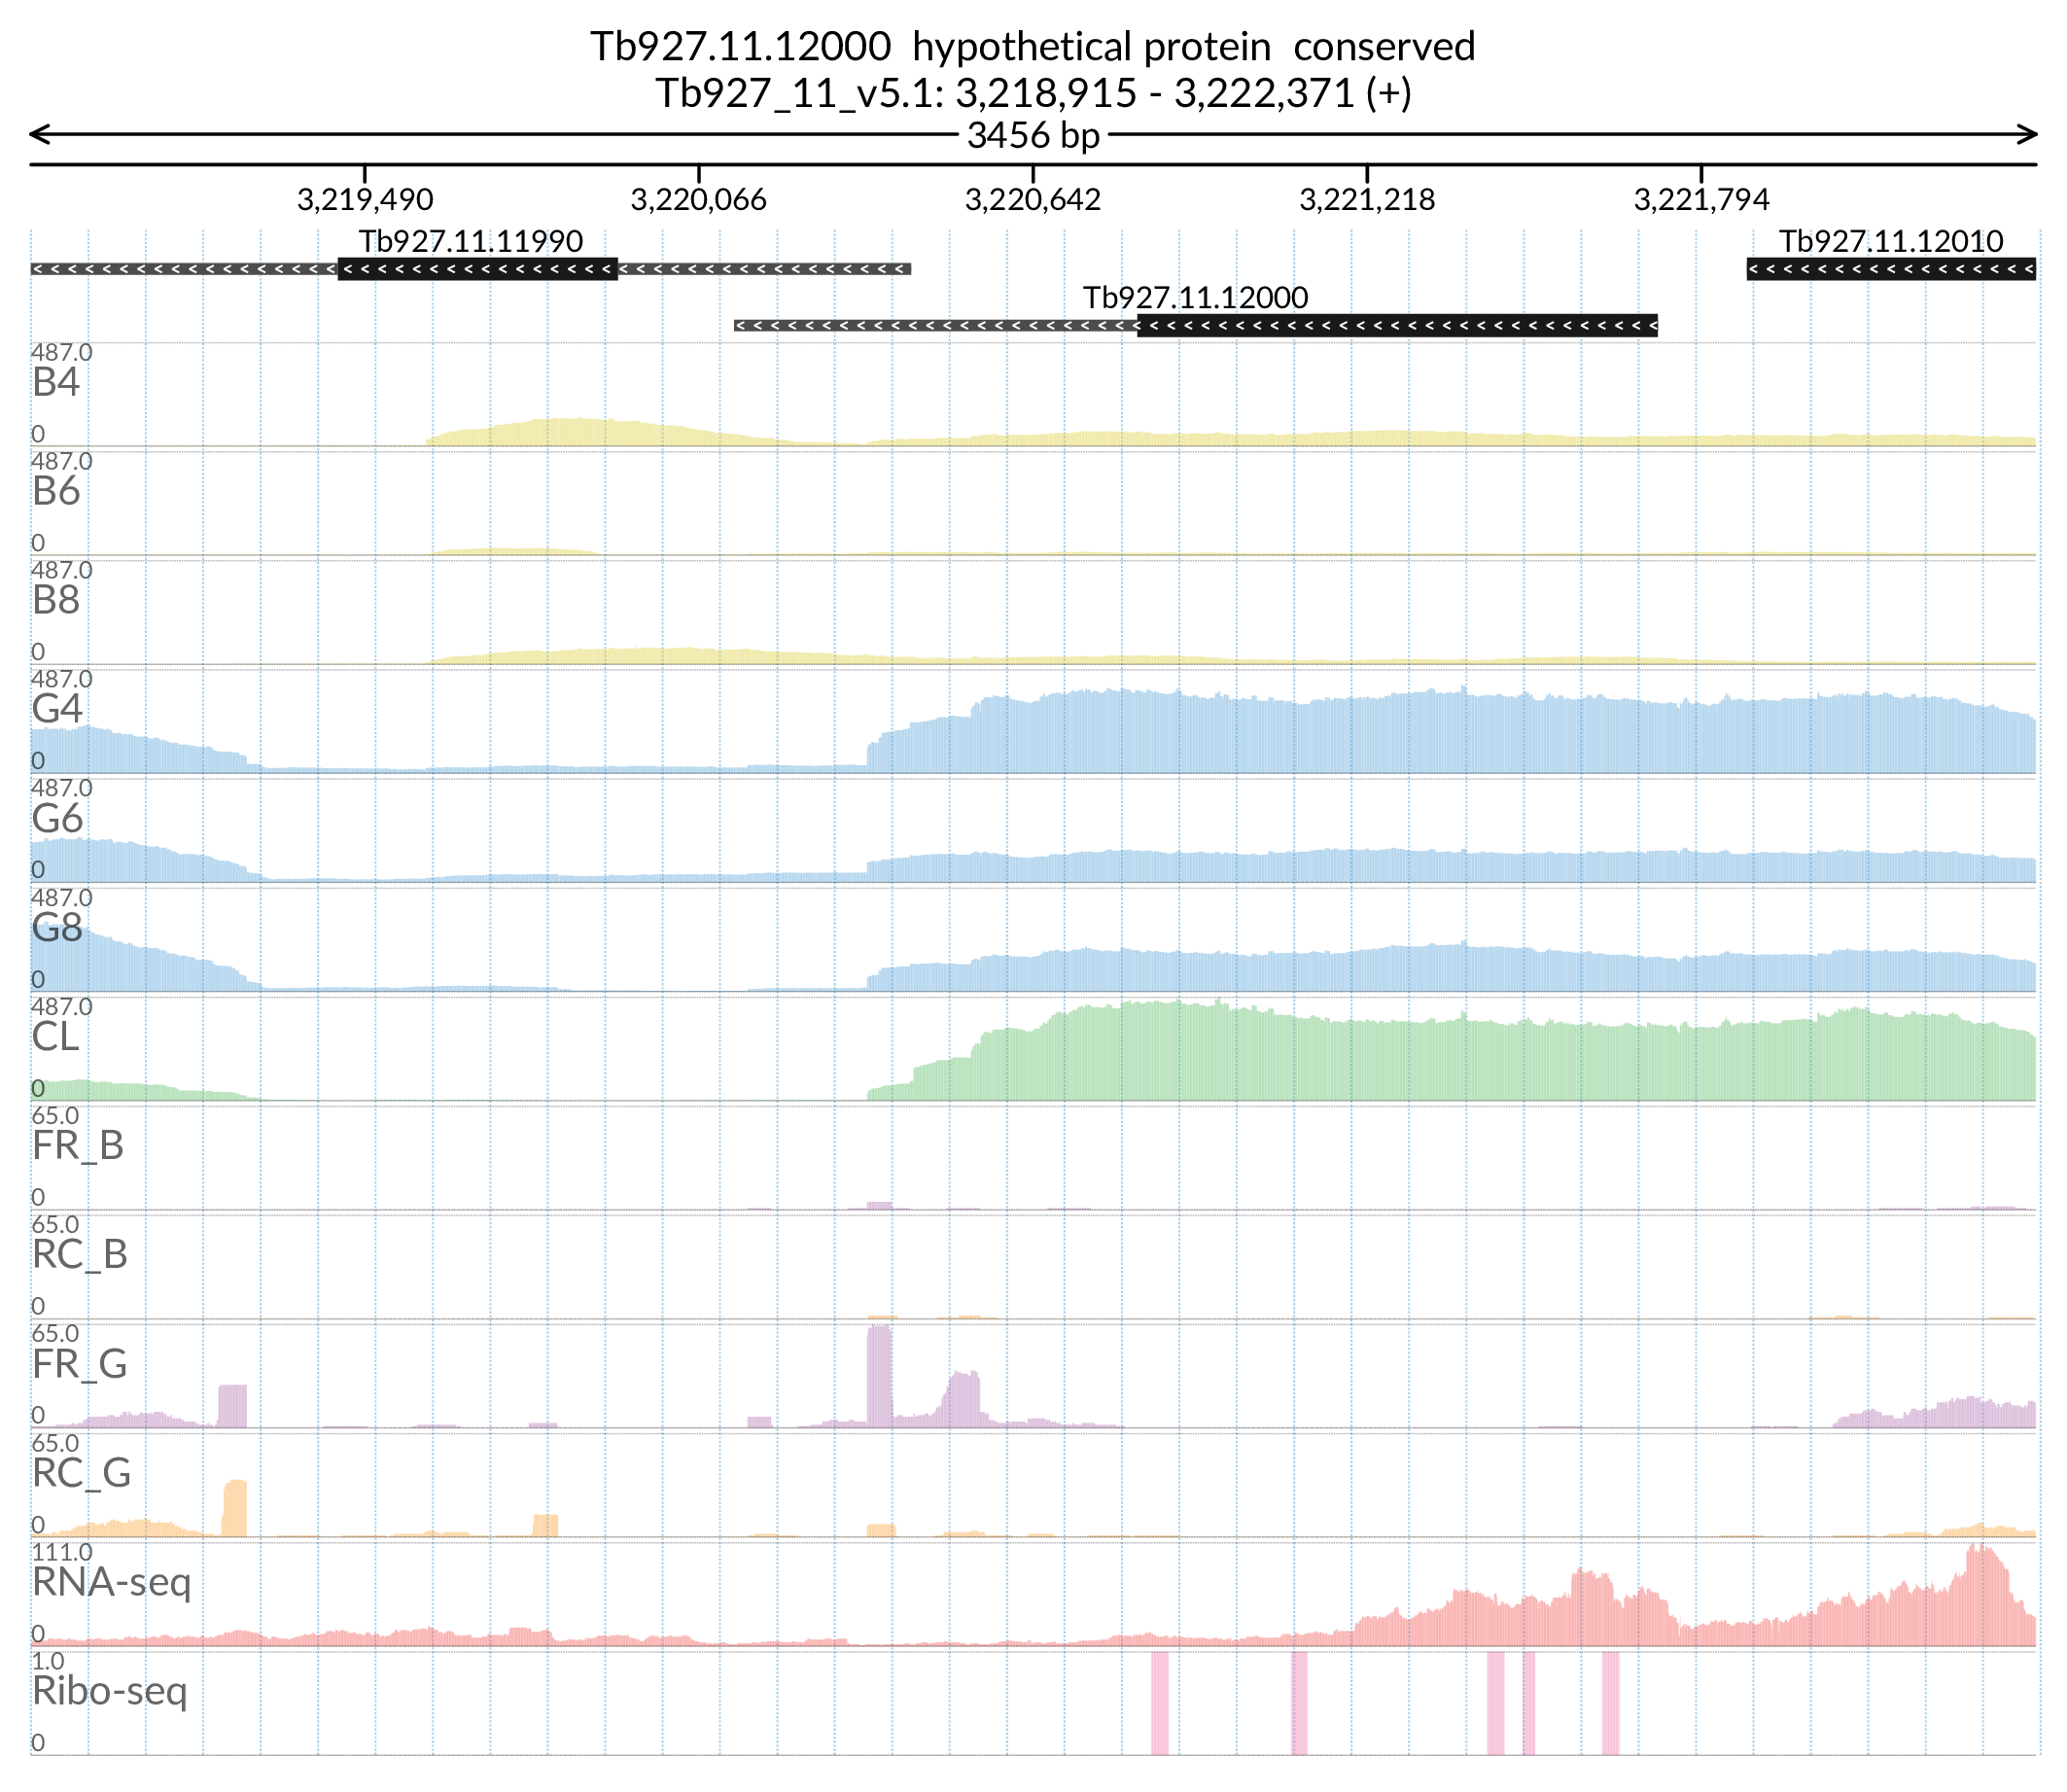 Tb927.11.12000  hypothetical protein  conserved
Tb927_11_v5.1: 3,218,915 - 3,222,371 (+)
3456 bp
3,219,490 3,220,066 3,220,642 3,221,218 3,221,794
Tb927.11.11990 Tb927.11.12010
Tb927.11.12000
487.0
B4
0
487.0
B6
0
487.0
B8
0
487.0
G4
0
487.0
G6
0
487.0
G8
0
487.0
CL
0
65.0
FR_B
0
65.0
RC_B
0
65.0
FR_G
0
65.0
RC_G
0
111.0
RNA-seq
0
1.0
Ribo-seq
0